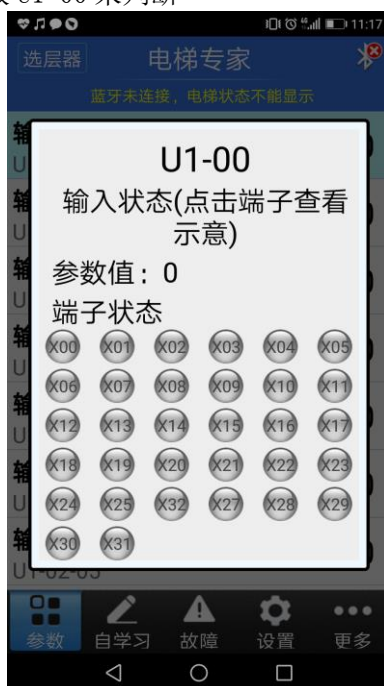 11:17
选层器
电梯专家
蓝牙未连接，电梯状态不能显示
U1-00
输入状态(点击端子查看
示意)
参数值：0
端子状态
X00 X01 X02 X03 X04 X05
X06 X07 X08 X09 X10 X11
X12 X13 X14 X15 X16 X17
X18 X19 X20 X21 X22 X23
X24 X25 X32 X27 X28 X29
X30 X31
参数 自学习 故障 设置 更多